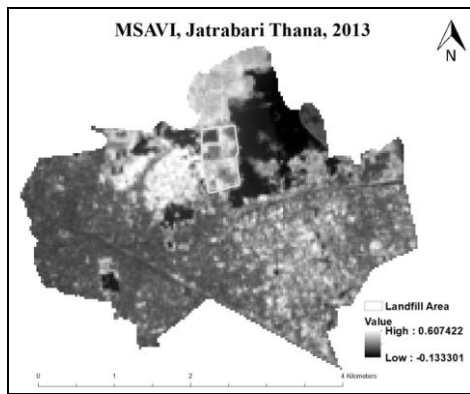 MSAVI, Jatrabari Thana, 2013
N
Landfill Area
Value
High : 0.607422
Low : -0.133301
0 1 2 4 Kilometers